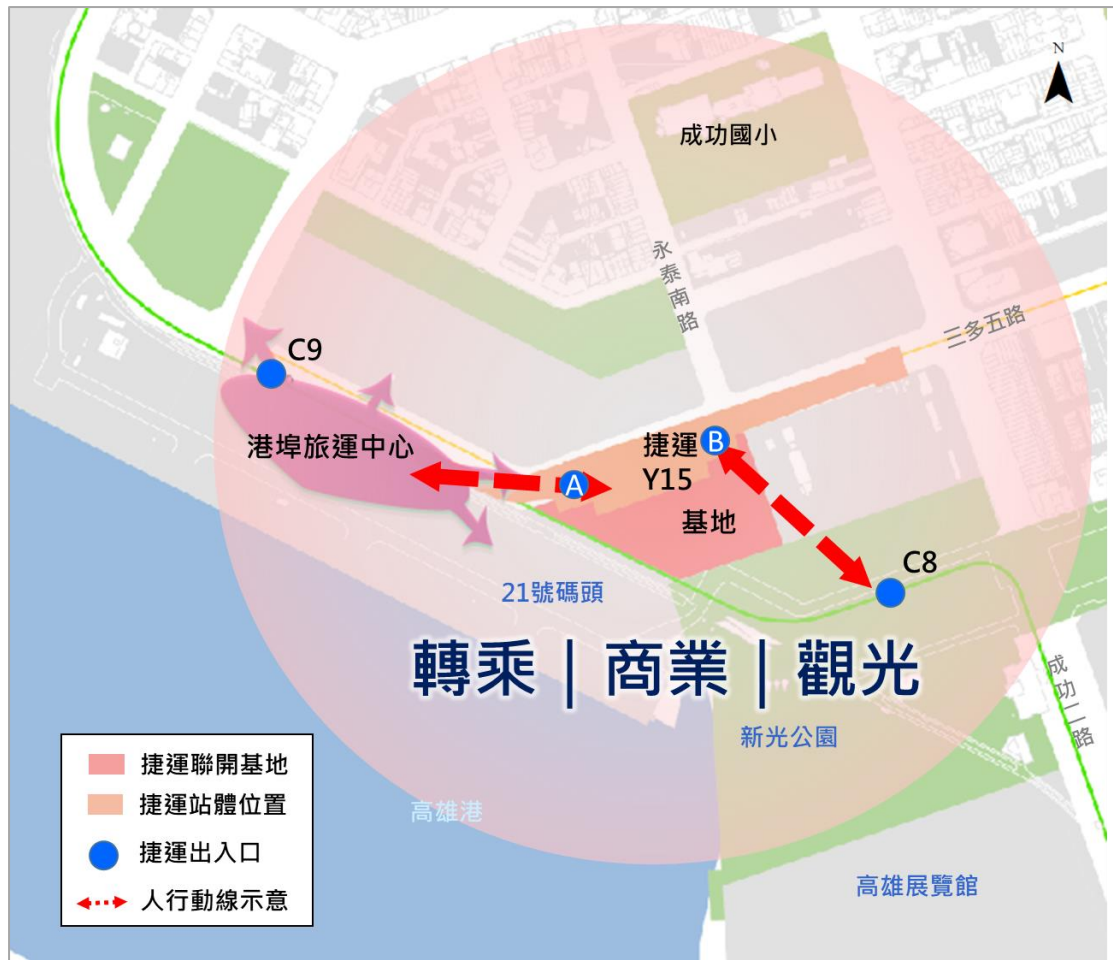 N
成功國小
永泰南路
三多五路
C9
港埠旅運中心
A
B
捷運
Y15
基地
C8
21號碼頭
轉乘｜商業｜觀光
成功二路
新光公園
高雄港
高雄展覽館
捷運聯開基地
捷運站體位置
捷運出入口
人行動線示意